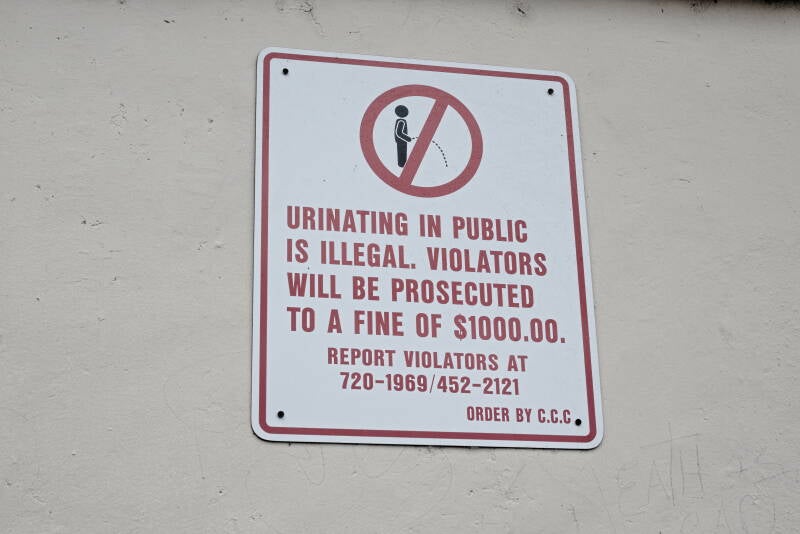 URINATING IN PUBLIC
IS ILLEGAL. VIOLATORS
WILL BE PROSECUTED
TO A FINE OF $1000.00.
REPORT VIOLATORS AT
720-1969/452-2121
ORDER BY C.C.C